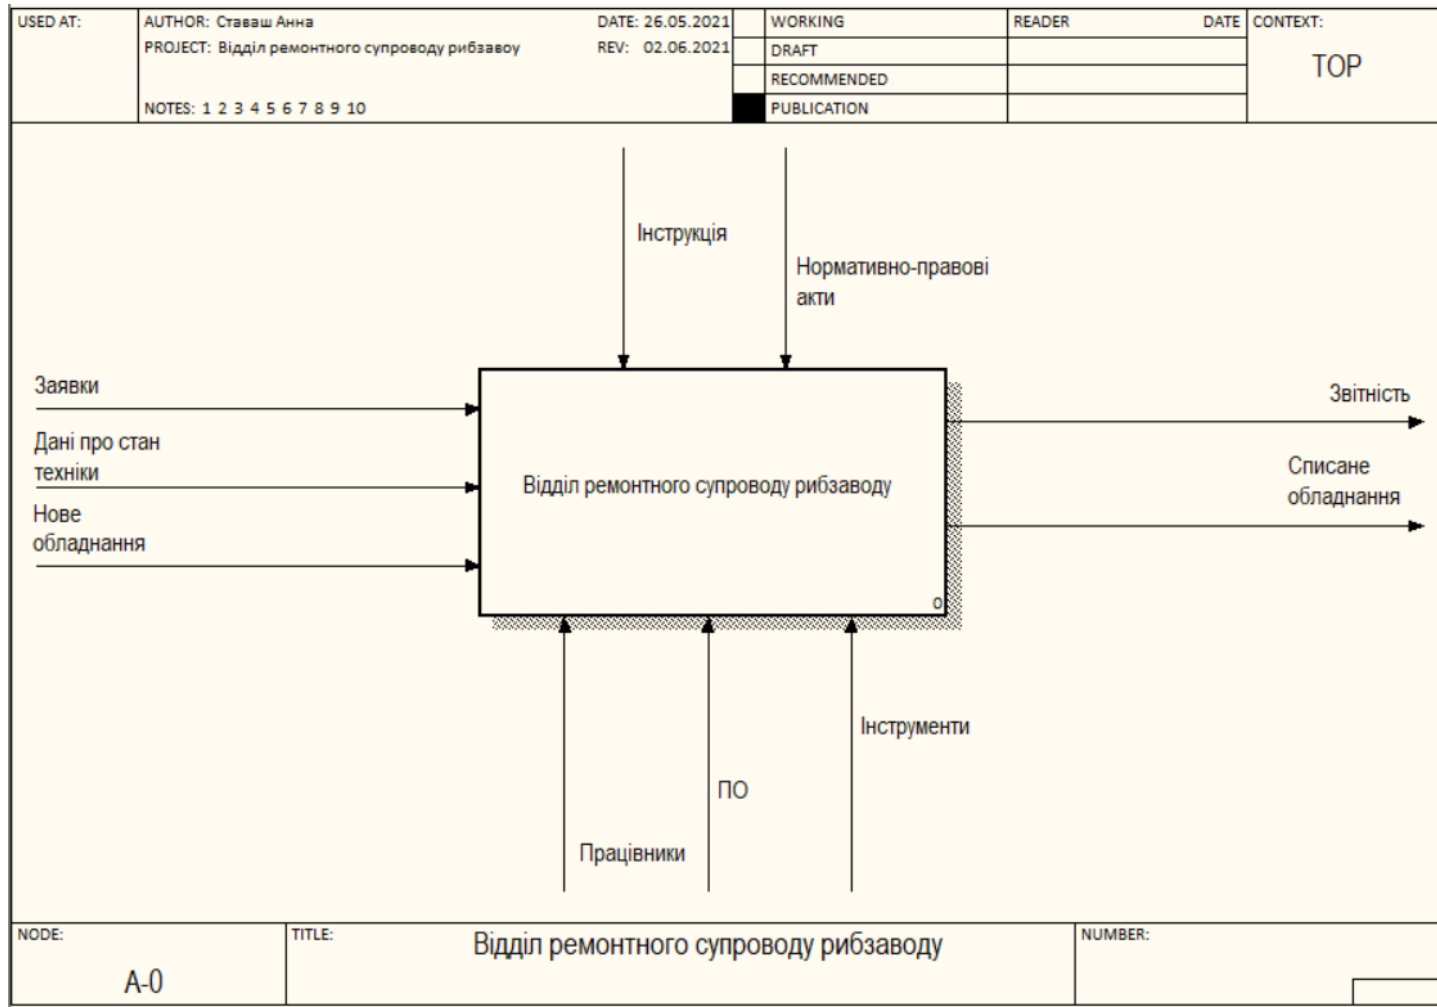 USED AT:
AUTHOR: Ставаш Анна
DATE: 26.05.2021
PROJECT: Відділ ремонтного супроводу рибзавоу
REV: 02.06.2021
NOTES: 1 2 3 4 5 6 7 8 9 10
WORKING
DRAFT
RECOMMENDED
PUBLICATION
READER
DATE
CONTEXT:
TOP
Інструкція
Нормативно-правові
акти
Заявки
Дані про стан
техніки
Нове
обладнання
Відділ ремонтного супроводу рибзаводу
0
Звітність
Списане
обладнання
Працівники
ПО
Інструменти
NODE:
A-0
TITLE:
Відділ ремонтного супроводу рибзаводу
NUMBER: